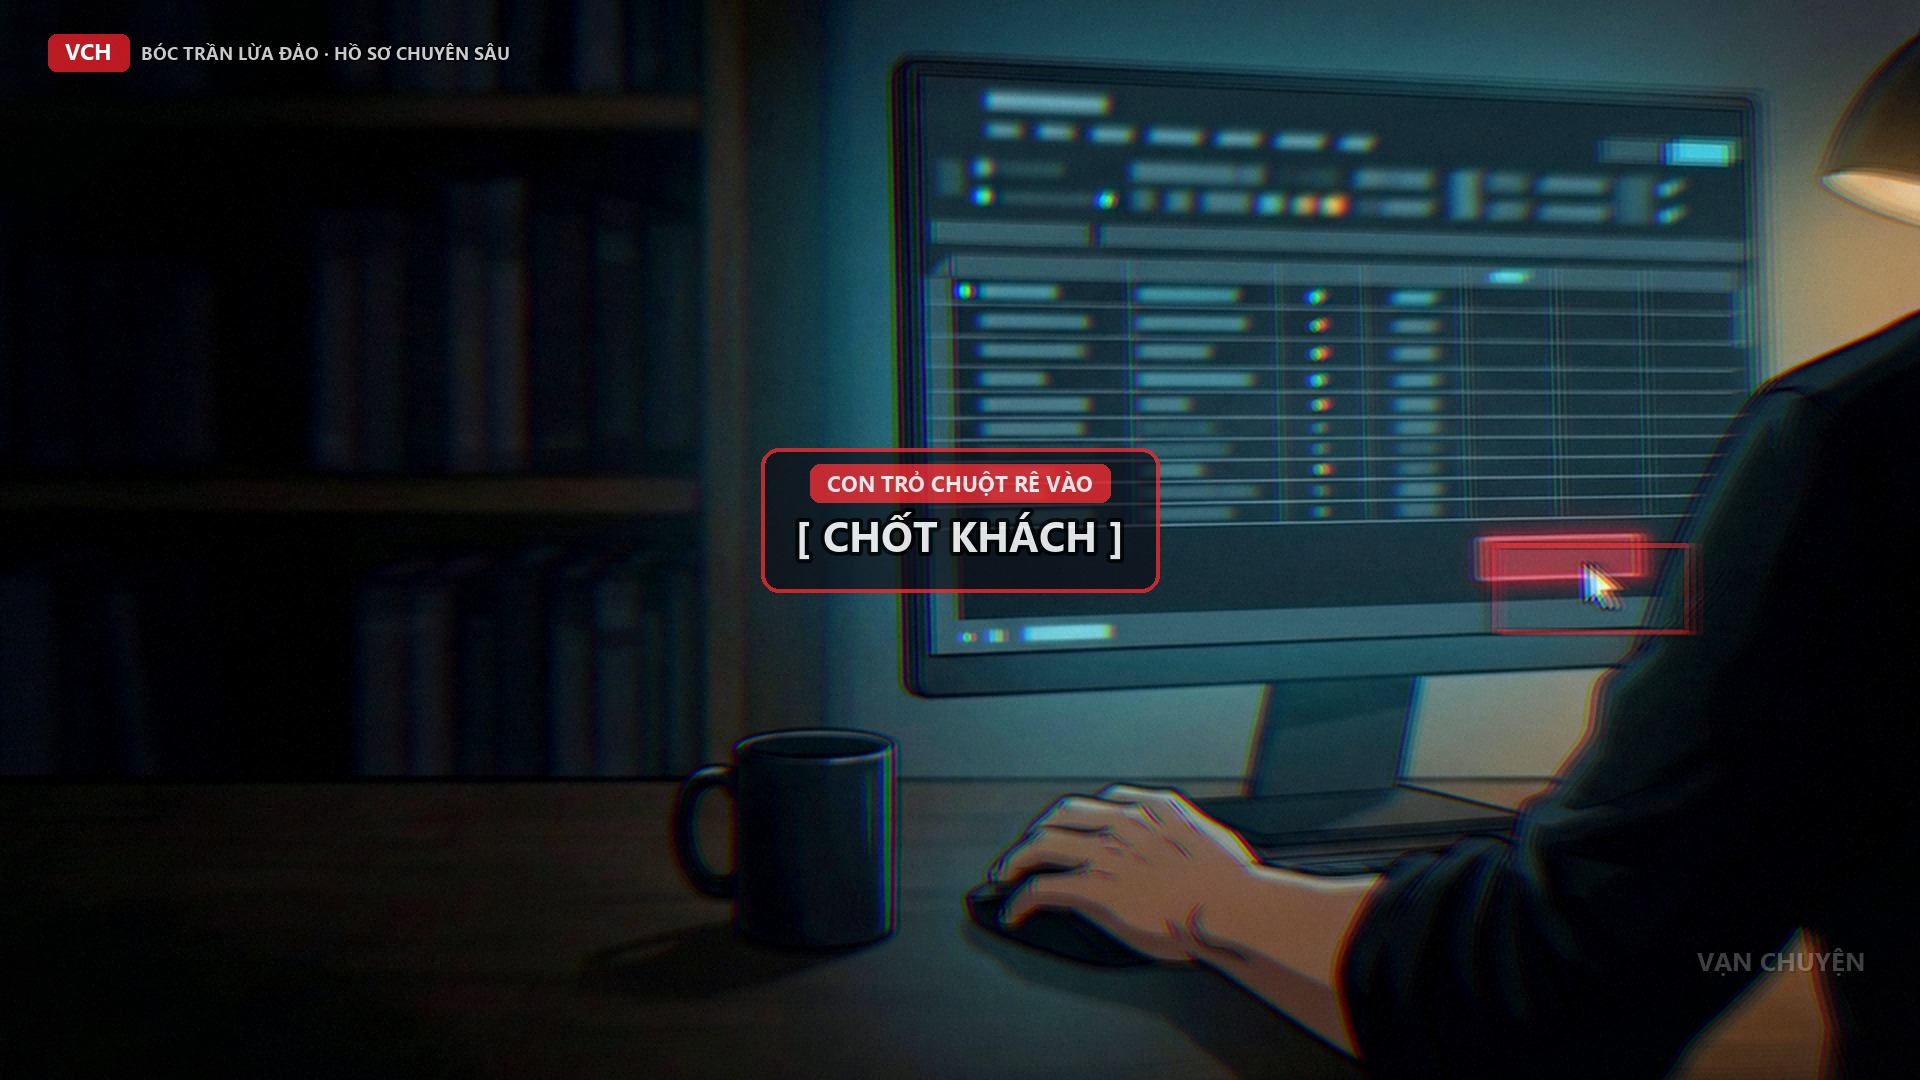 VCH BÓC TRẦN LỪA ĐẢO · HỒ SƠ CHUYÊN SÂU
CON TRỎ CHUỘT RÊ VÀO
[ CHỐT KHÁCH ]
VẠN CHUYỆN